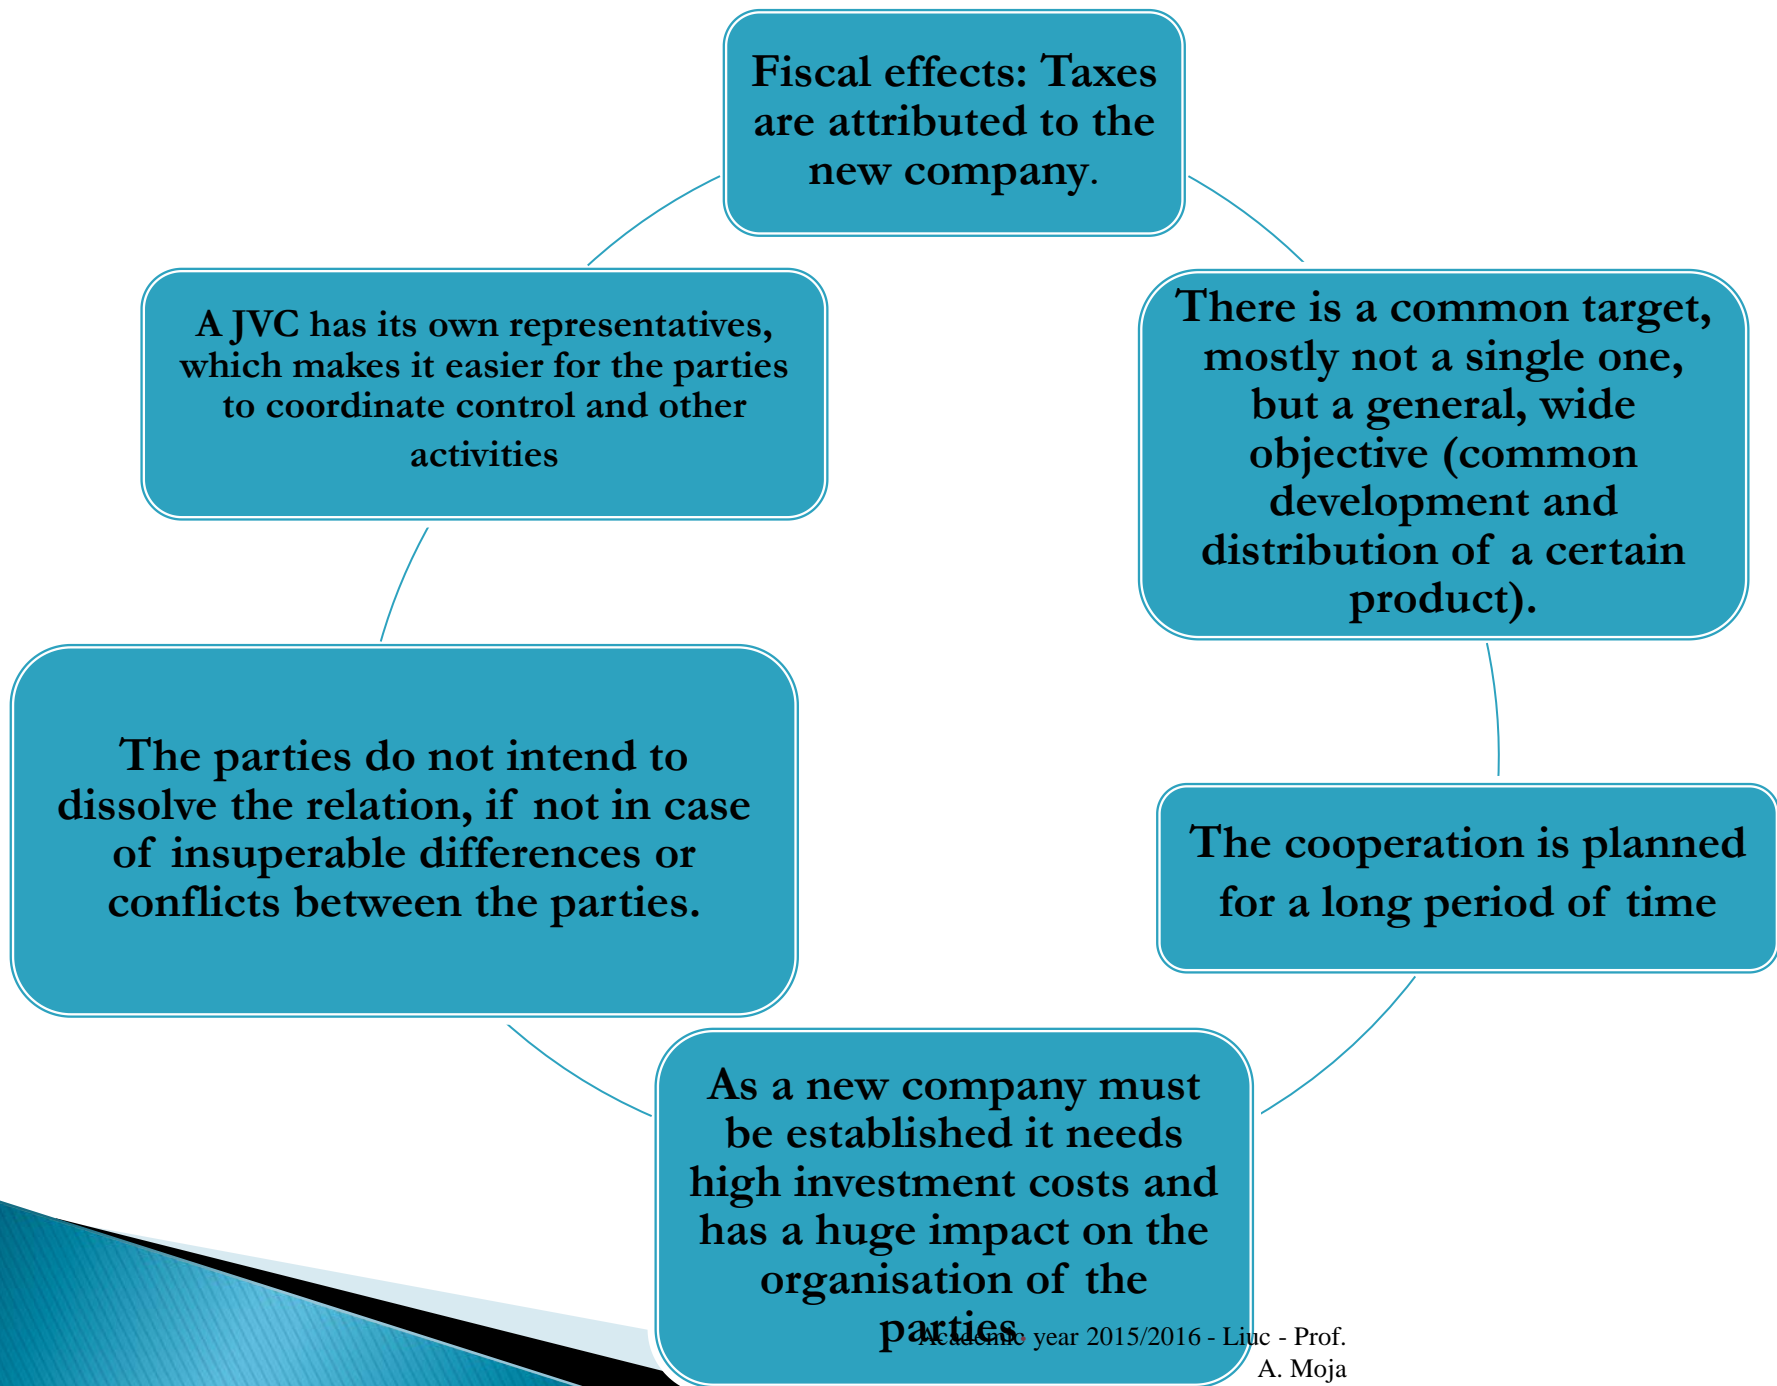 Fiscal effects: Taxes
are attributed to the
new company.
There is a common target,
mostly not a single one,
but a general, wide
objective (common
development and
distribution of a certain
product).
The cooperation is planned
for a long period of time
As a new company must
be established it needs
high investment costs and
has a huge impact on the
organisation of the
parties.
The parties do not intend to
dissolve the relation, if not in case
of insuperable differences or
conflicts between the parties.
A JVC has its own representatives,
which makes it easier for the parties
to coordinate control and other
activities
Academic year 2015/2016 - Liuc - Prof.
A. Moja